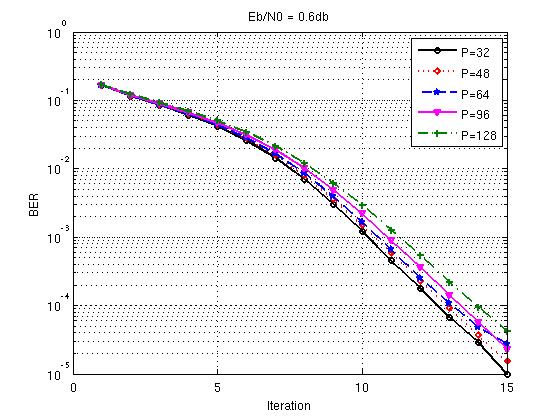 Eb/N0 = 0.6db
10^0
10^-1
10^-2
10^-3
10^-4
10^-5
BER
P=32
P=48
P=64
P=96
P=128
0
5
10
15
Iteration